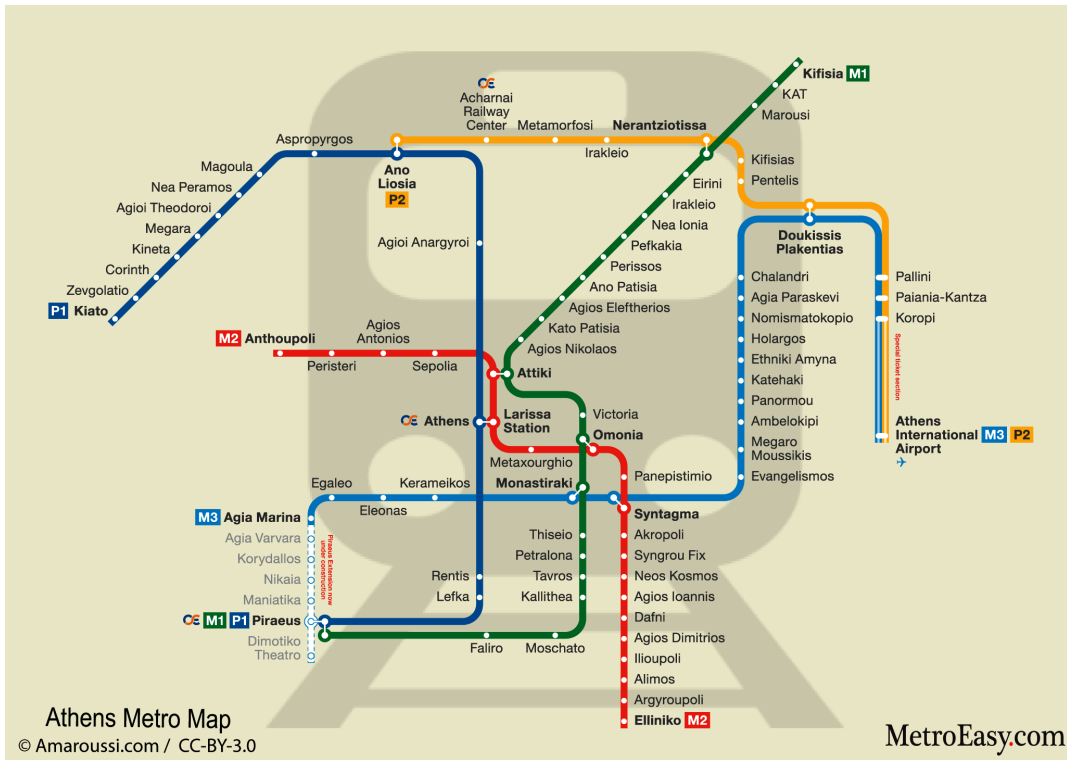 Kifisia M1
KAT
Marousi
OE
Acharnai
Railway
Center
Metamorfosi
Nerantziotissa
Irakleio
Aspropyrgos
Magoula
Nea Peramos
Agioi Theodoroi
Megara
Kineta
Corinth
Zevgolatio
P1 Kiato
Ano
Liosia
P2
Agioi Anargyroi
Kifisias
Pentelis
Eirini
Irakleio
Nea Ionia
Pefkakia
Perissos
Ano Patisia
Agios Eleftherios
Kato Patisia
Agios Nikolaos
Doukissis
Plakentias
Chalandri
Agia Paraskevi
Nomismatokopio
Holargos
Ethniki Amyna
Katehaki
Panormou
Ambelokipi
Megaro
Moussikis
Evangelismos
Pallini
Paiania-Kantza
Koropi
Special ticket section
Athens
International M3 P2
Airport
M2 Anthoupoli
Peristeri
Agios
Antonios
Sepolia
Attiki
OE Athens
Larissa
Station
Victoria
Omonia
Metaxourghio
Panepistimio
Monastiraki
Egaleo
Eleonas
Kerameikos
Syntagma
M3 Agia Marina
Agia Varvara
Korydallos
Nikaia
Maniatika
Piraeus Extension now
under construction
OE M1 P1 Piraeus
Dimotiko
Theatro
Rentis
Lefka
Thiseio
Petralona
Tavros
Kallithea
Faliro
Moschato
Akropoli
Syngrou Fix
Neos Kosmos
Agios Ioannis
Dafni
Agios Dimitrios
Ilioupoli
Alimos
Argyroupoli
Elliniko M2
Athens Metro Map
© Amaroussi.com / CC-BY-3.0
MetroEasy.com